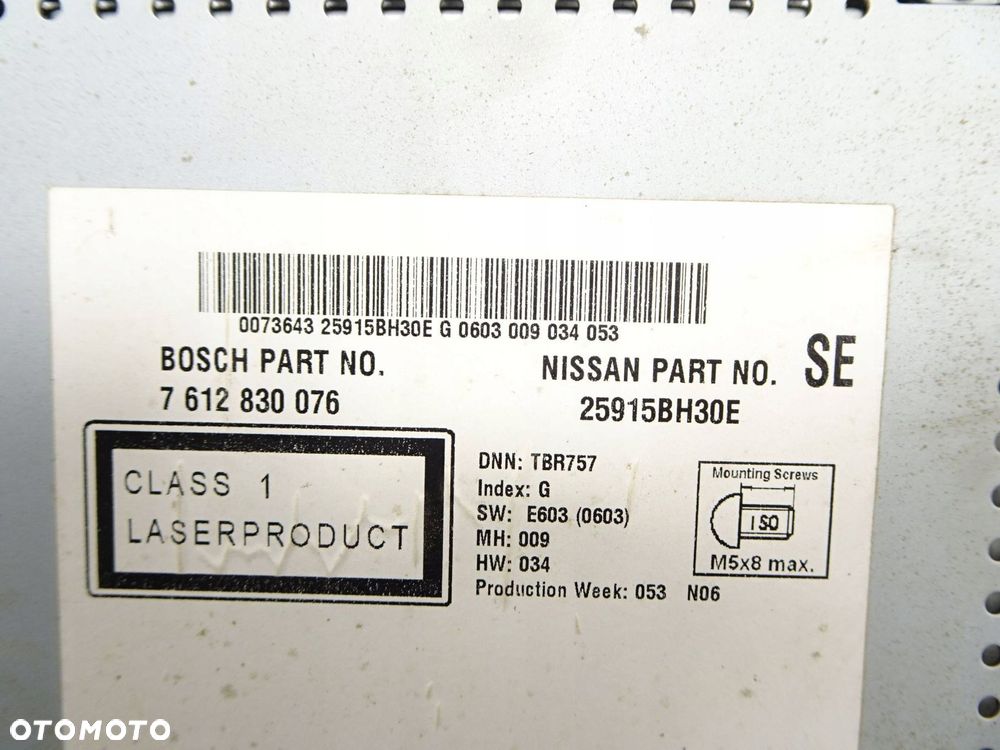 0073643 25915BH30E G 0603 009 034 053
BOSCH PART NO.
7 612 830 076
NISSAN PART NO.
25915BH30E
SE
CLASS 1
LASERPRODUCT
DNN: TBR757
Index: G
SW: E603 (0603)
MH: 009
HW: 034
Production Week: 053 N06
Mounting Screws
ISO
M5x8 max.
OTOMOTO